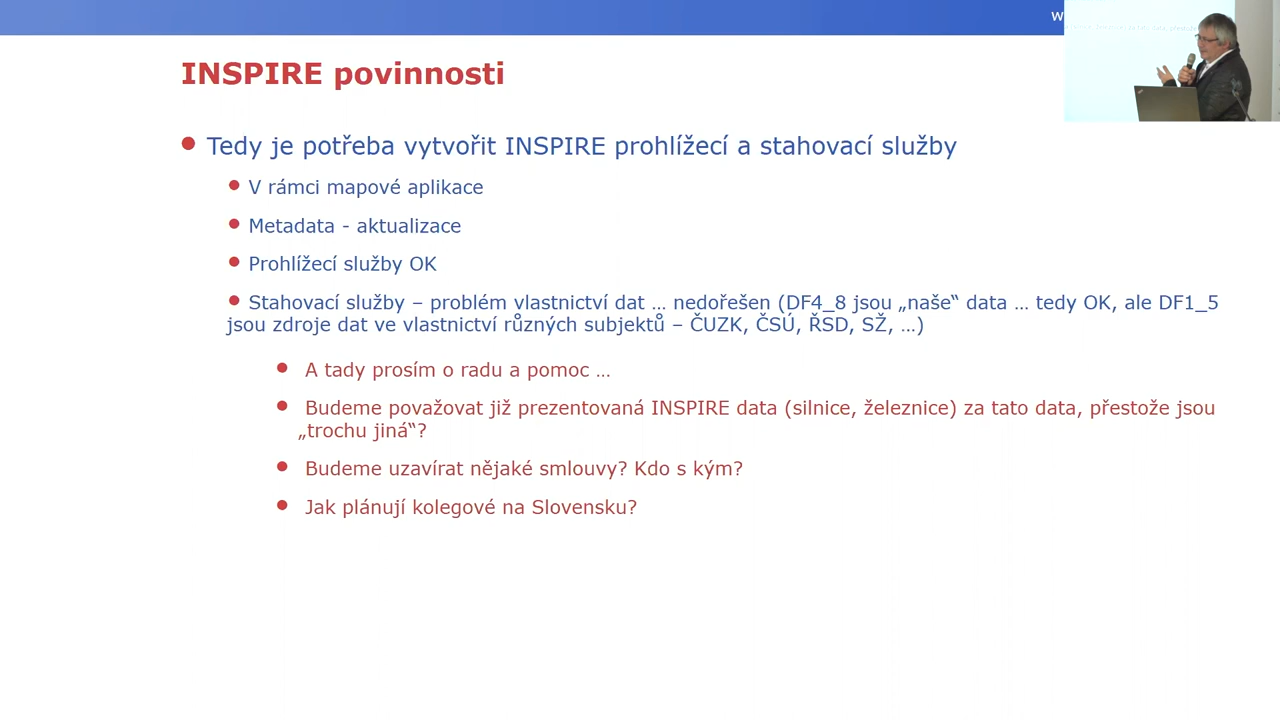 w
INSPIRE povinnosti
Tedy je potřeba vytvořit INSPIRE prohlížecí a stahovací služby
V rámci mapové aplikace
Metadata - aktualizace
Prohlížecí služby OK
Stahovací služby – problém vlastnictví dat … nedořešen (DF4_8 jsou „naše“ data … tedy OK, ale DF1_5
jsou zdroje dat ve vlastnictví různých subjektů – ČUZK, ČSÚ, ŘSD, SŽ, …)
A tady prosím o radu a pomoc …
Budeme považovat již prezentovaná INSPIRE data (silnice, železnice) za tato data, přestože jsou
„trochu jiná“?
Budeme uzavírat nějaké smlouvy? Kdo s kým?
Jak plánují kolegové na Slovensku?